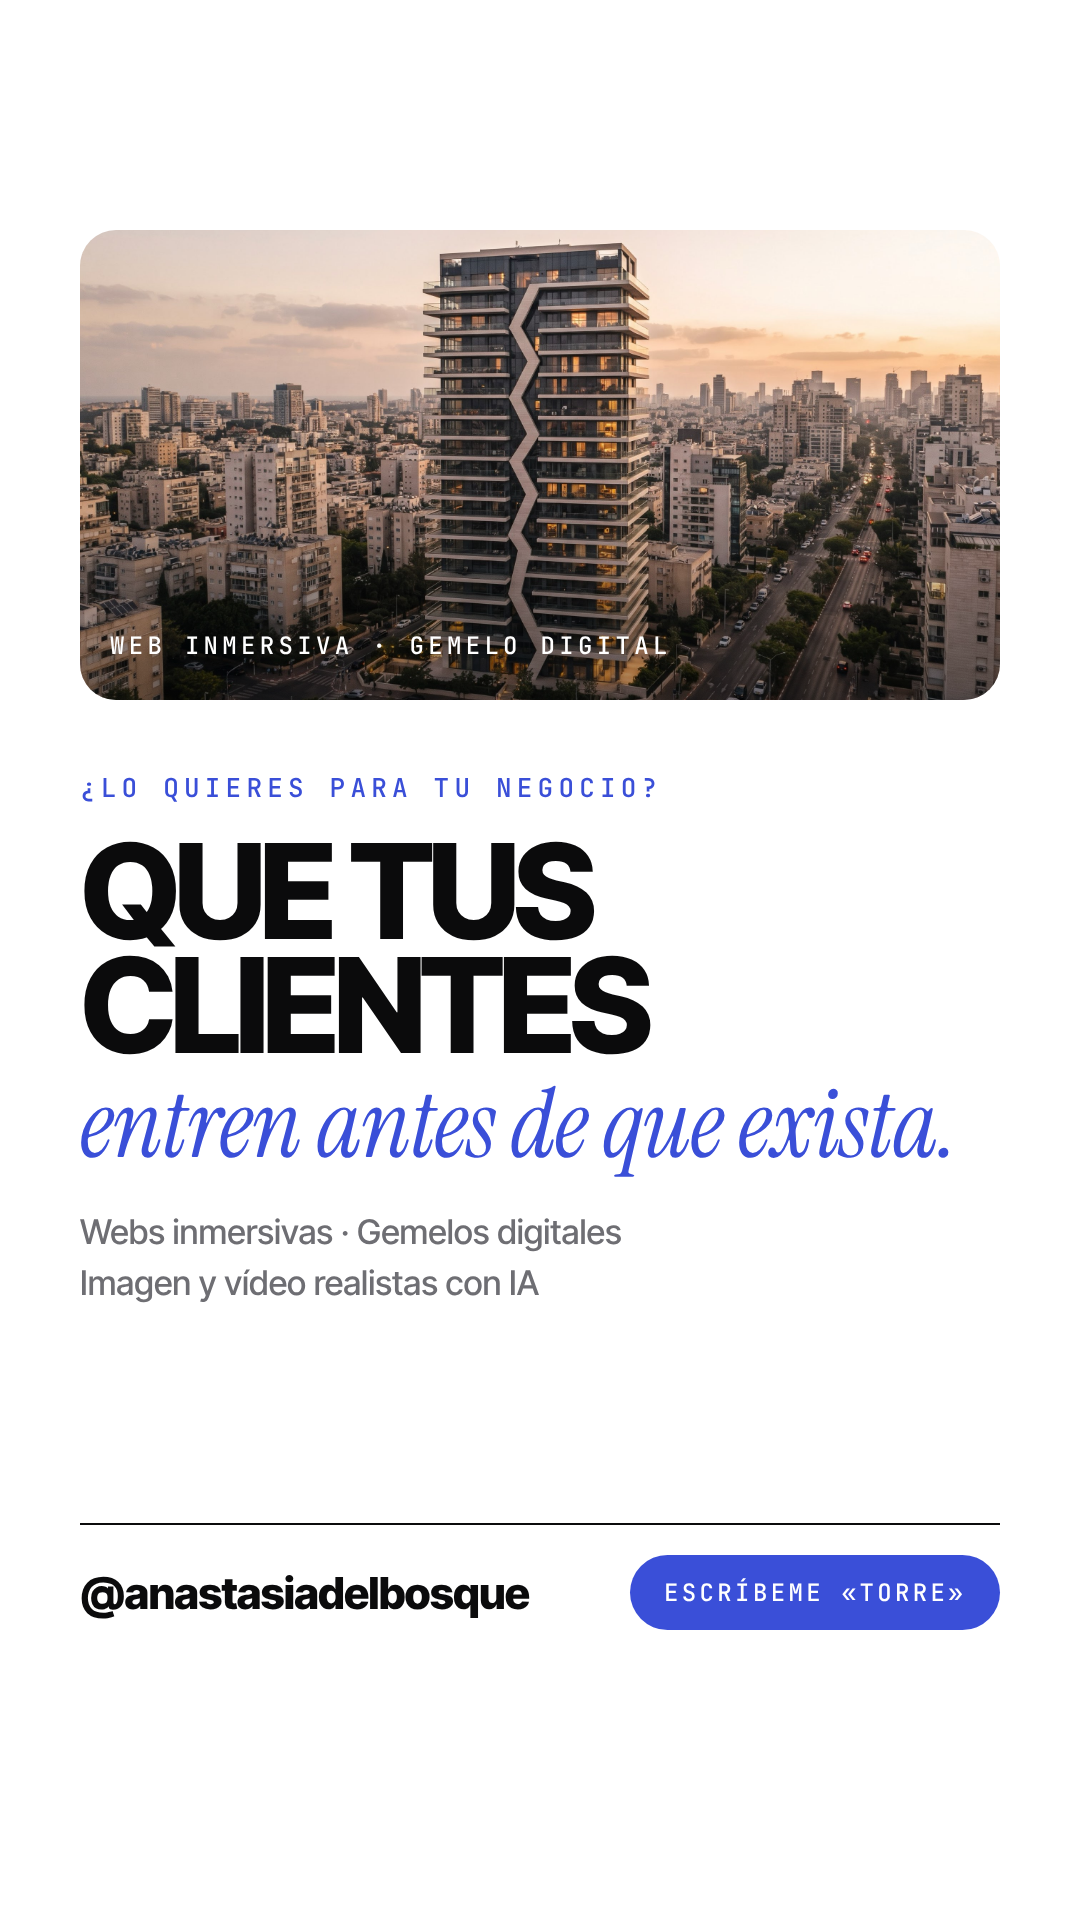 WEB INMERSIVA · GEMELO DIGITAL
¿LO QUIERES PARA TU NEGOCIO?
QUE TUS
CLIENTES
entren antes de que exista.
Webs inmersivas · Gemelos digitales
Imagen y vídeo realistas con IA
@anastasiadelbosque
ESCRÍBEME «TORRE»